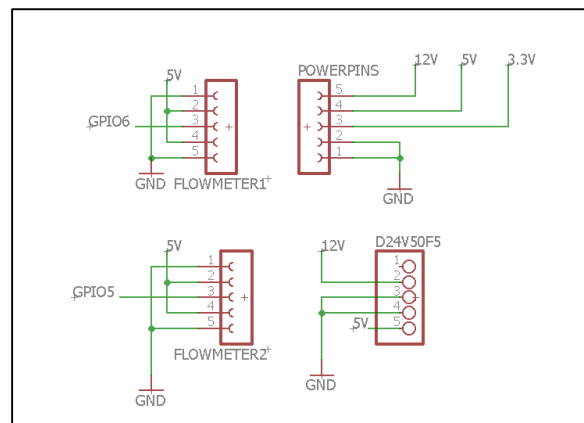 5V
1
2
3
4
5
GPIO6
GND
FLOWMETER1
POWERPINS
12V
5V
3.3V
5
4
3
2
1
GND
5V
1
2
3
4
5
GPIO5
GND
FLOWMETER2
12V
D24V50F5
1
2
3
4
5
5V
GND